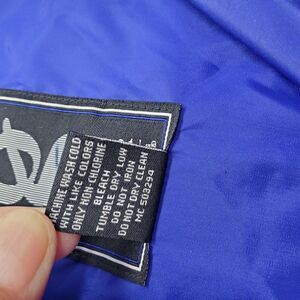 MACHINE WASH COLD
WITH LIKE COLORS
ONLY NON-CHLORINE
BLEACH
TUMBLE DRY LOW
DO NOT IRON
DO NOT DRY CLEAN
MC 503294